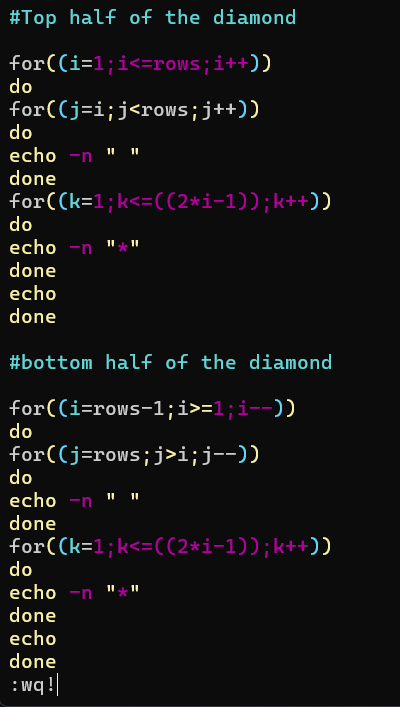 #Top half of the diamond
for((i=1;i<=rows;i++))
do
for((j=i;j<rows;j++))
do
echo -n " "
done
for((k=1;k<=((2*i-1));k++))
do
echo -n "*"
done
echo
done
#bottom half of the diamond
for((i=rows-1;i>=1;i--))
do
for((j=rows;j>i;j--))
do
echo -n " "
done
for((k=1;k<=((2*i-1));k++))
do
echo -n "*"
done
echo
done
:wq!